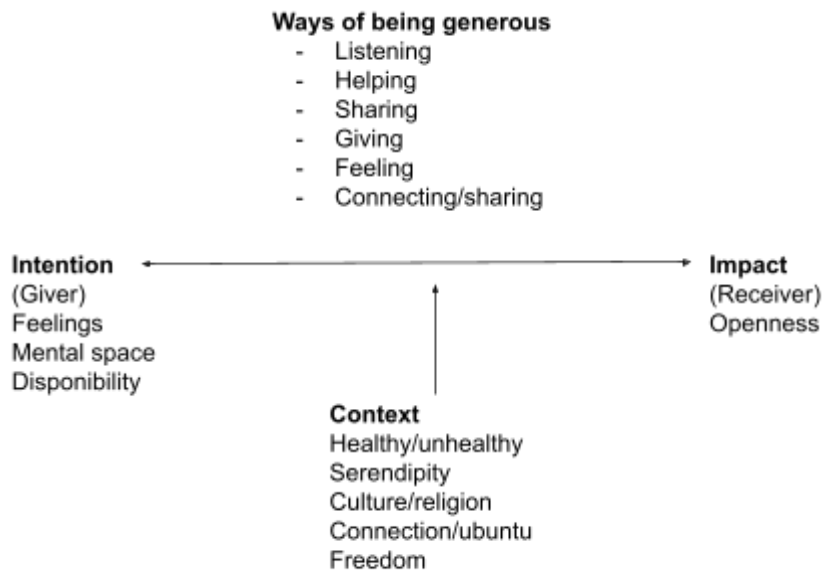 Ways of being generous
- Listening
- Helping
- Sharing
- Giving
- Feeling
- Connecting/sharing
Intention
(Giver)
Feelings
Mental space
Disponibility
Impact
(Receiver)
Openness
Context
Healthy/unhealthy
Serendipity
Culture/religion
Connection/ubuntu
Freedom